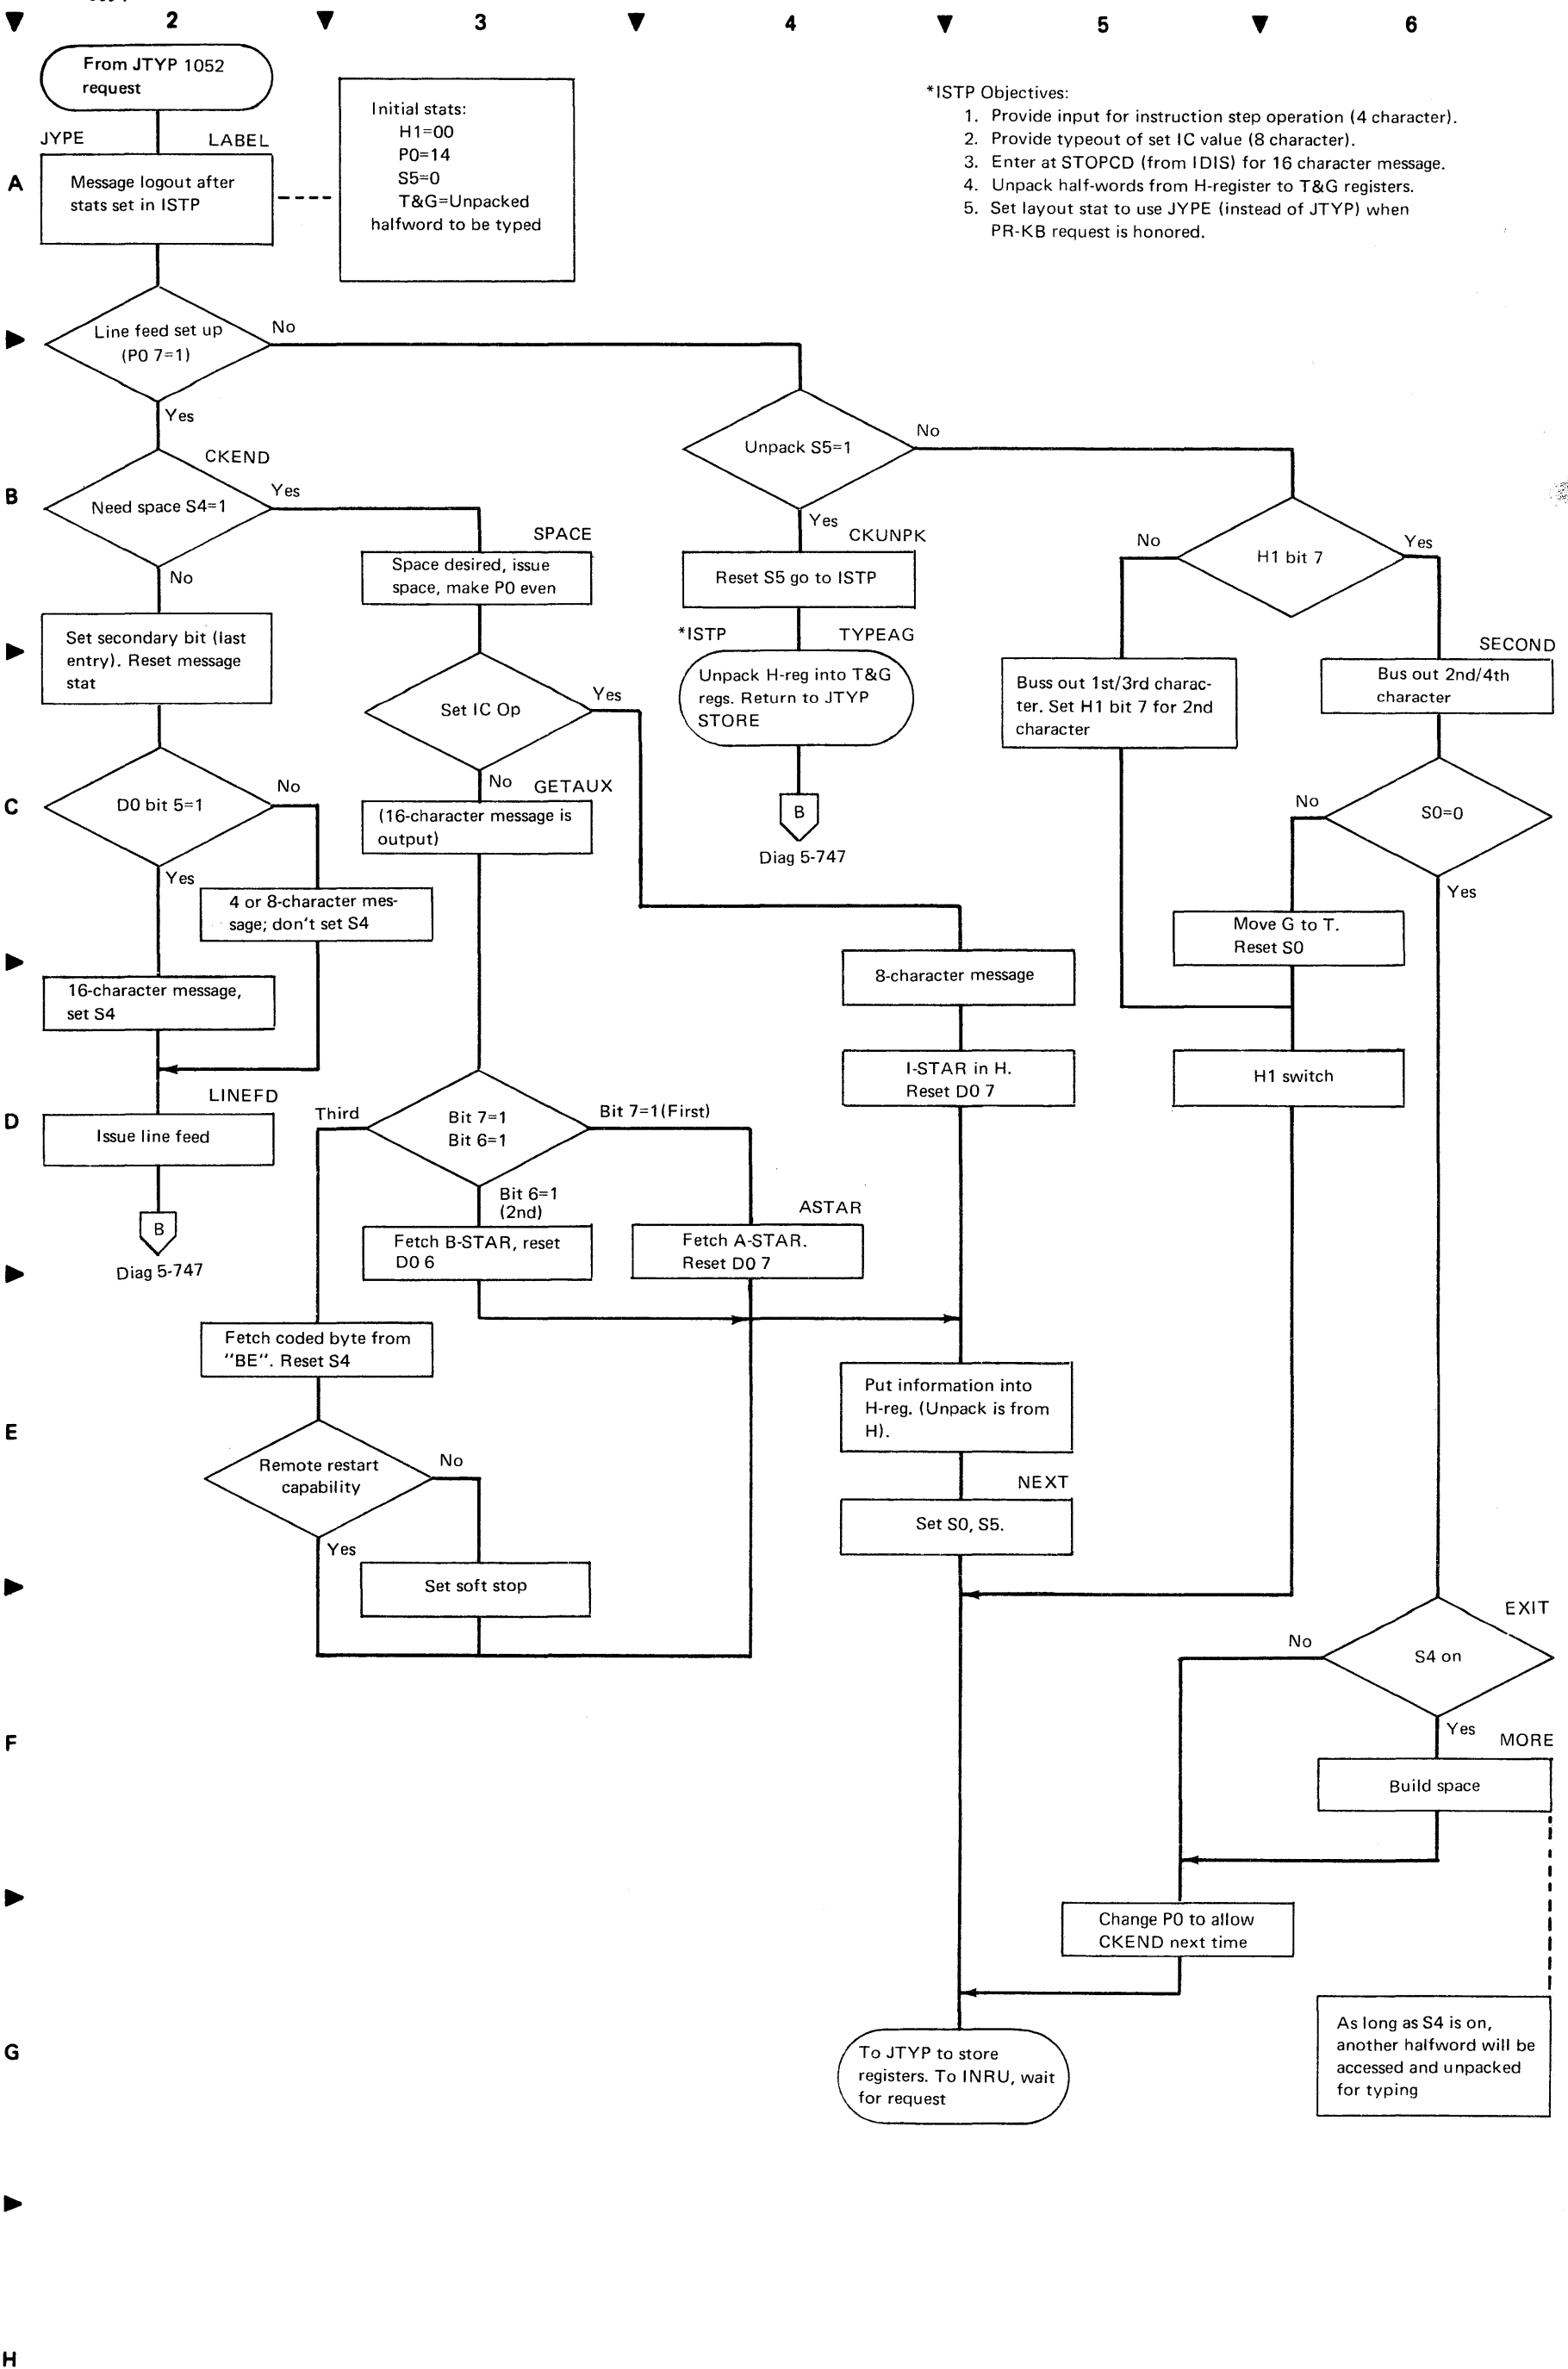 2 3 4 5 6
From JTYP 1052
request
JYPE LABEL
Message logout after
stats set in ISTP
Initial stats:
H1=00
P0=14
S5=0
T&G=Unpacked
halfword to be typed
*ISTP Objectives:
1. Provide input for instruction step operation (4 character).
2. Provide typeout of set IC value (8 character).
3. Enter at STOPCD (from IDIS) for 16 character message.
4. Unpack half-words from H-register to T&G registers.
5. Set layout stat to use JYPE (instead of JTYP) when
PR-KB request is honored.
A
Line feed set up
(P0 7=1)
No
Yes
Unpack S5=1
No
Yes
CKEND
B
Need space S4=1
Yes
No
SPACE
Space desired, issue
space, make P0 even
CKUNPK
Reset S5 go to ISTP
H1 bit 7
No
Yes
Set secondary bit (last
entry). Reset message
stat
*ISTP TYPEAG
Unpack H-reg into T&G
regs. Return to JTYP
STORE
SECOND
Buss out 1st/3rd charac-
ter. Set H1 bit 7 for 2nd
character
Bus out 2nd/4th
character
Set IC Op
Yes
No
GETAUX
(16-character message is
output)
C
D0 bit 5=1
No
Yes
B
Diag 5-747
S0=0
No
Yes
4 or 8-character mes-
sage; don't set S4
Move G to T.
Reset S0
16-character message,
set S4
8-character message
I-STAR in H.
Reset D0 7
H1 switch
LINEFD
D
Issue line feed
Third
Bit 7=1
Bit 6=1
Bit 7=1 (First)
Bit 6=1
(2nd)
ASTAR
B
Diag 5-747
Fetch B-STAR, reset
D0 6
Fetch A-STAR.
Reset D0 7
Fetch coded byte from
"BE". Reset S4
Put information into
H-reg. (Unpack is from
H).
E
Remote restart
capability
No
Yes
NEXT
Set S0, S5.
Set soft stop
EXIT
S4 on
No
Yes
F
MORE
Build space
Change P0 to allow
CKEND next time
G
To JTYP to store
registers. To INRU, wait
for request
As long as S4 is on,
another halfword will be
accessed and unpacked
for typing
H